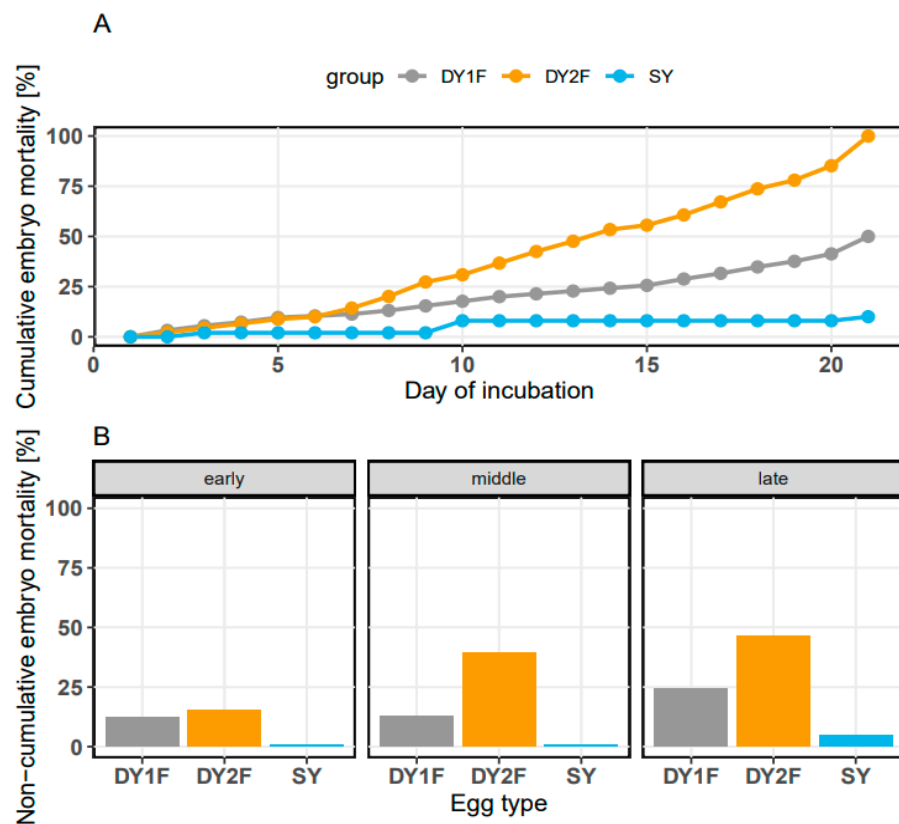 A
group DY1F DY2F SY
Cumulative embryo mortality [%]
100
75
50
25
0
0 5 10 15 20
Day of incubation
B
Non−cumulative embryo mortality [%]
early middle late
100
75
50
25
0
DY1F DY2F SY DY1F DY2F SY DY1F DY2F SY
Egg type